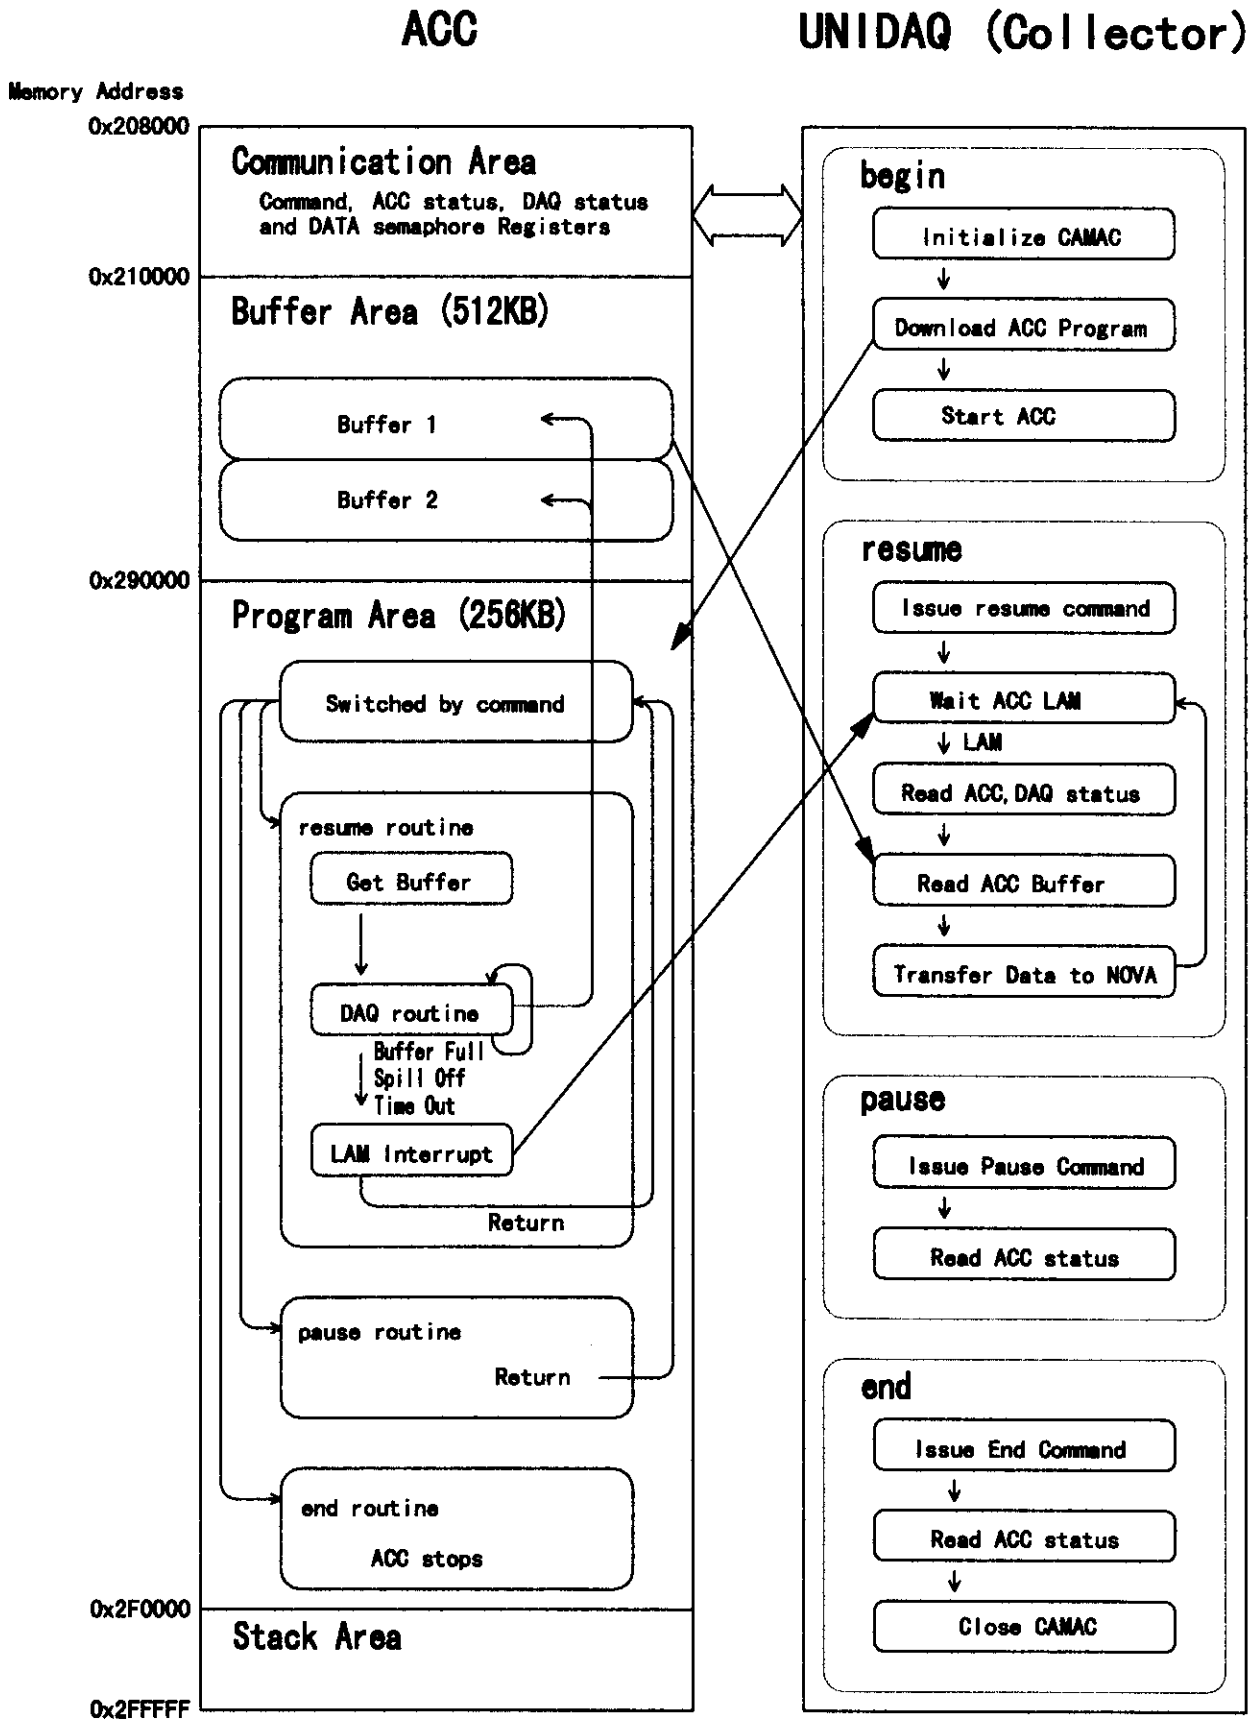 ACC
UNIDAQ (Collector)
Memory Address
0x208000
Communication Area
Command, ACC status, DAQ status
and DATA semaphore Registers
0x210000
Buffer Area (512KB)
Buffer 1
Buffer 2
0x290000
Program Area (256KB)
Switched by command
resume routine
Get Buffer
DAQ routine
Buffer Full
Spill Off
Time Out
LAM Interrupt
Return
pause routine
Return
end routine
ACC stops
0x2F0000
Stack Area
0x2FFFFF
begin
Initialize CAMAC
Download ACC Program
Start ACC
resume
Issue resume command
Wait ACC LAM
LAM
Read ACC,DAQ status
Read ACC Buffer
Transfer Data to NOVA
pause
Issue Pause Command
Read ACC status
end
Issue End Command
Read ACC status
Close CAMAC